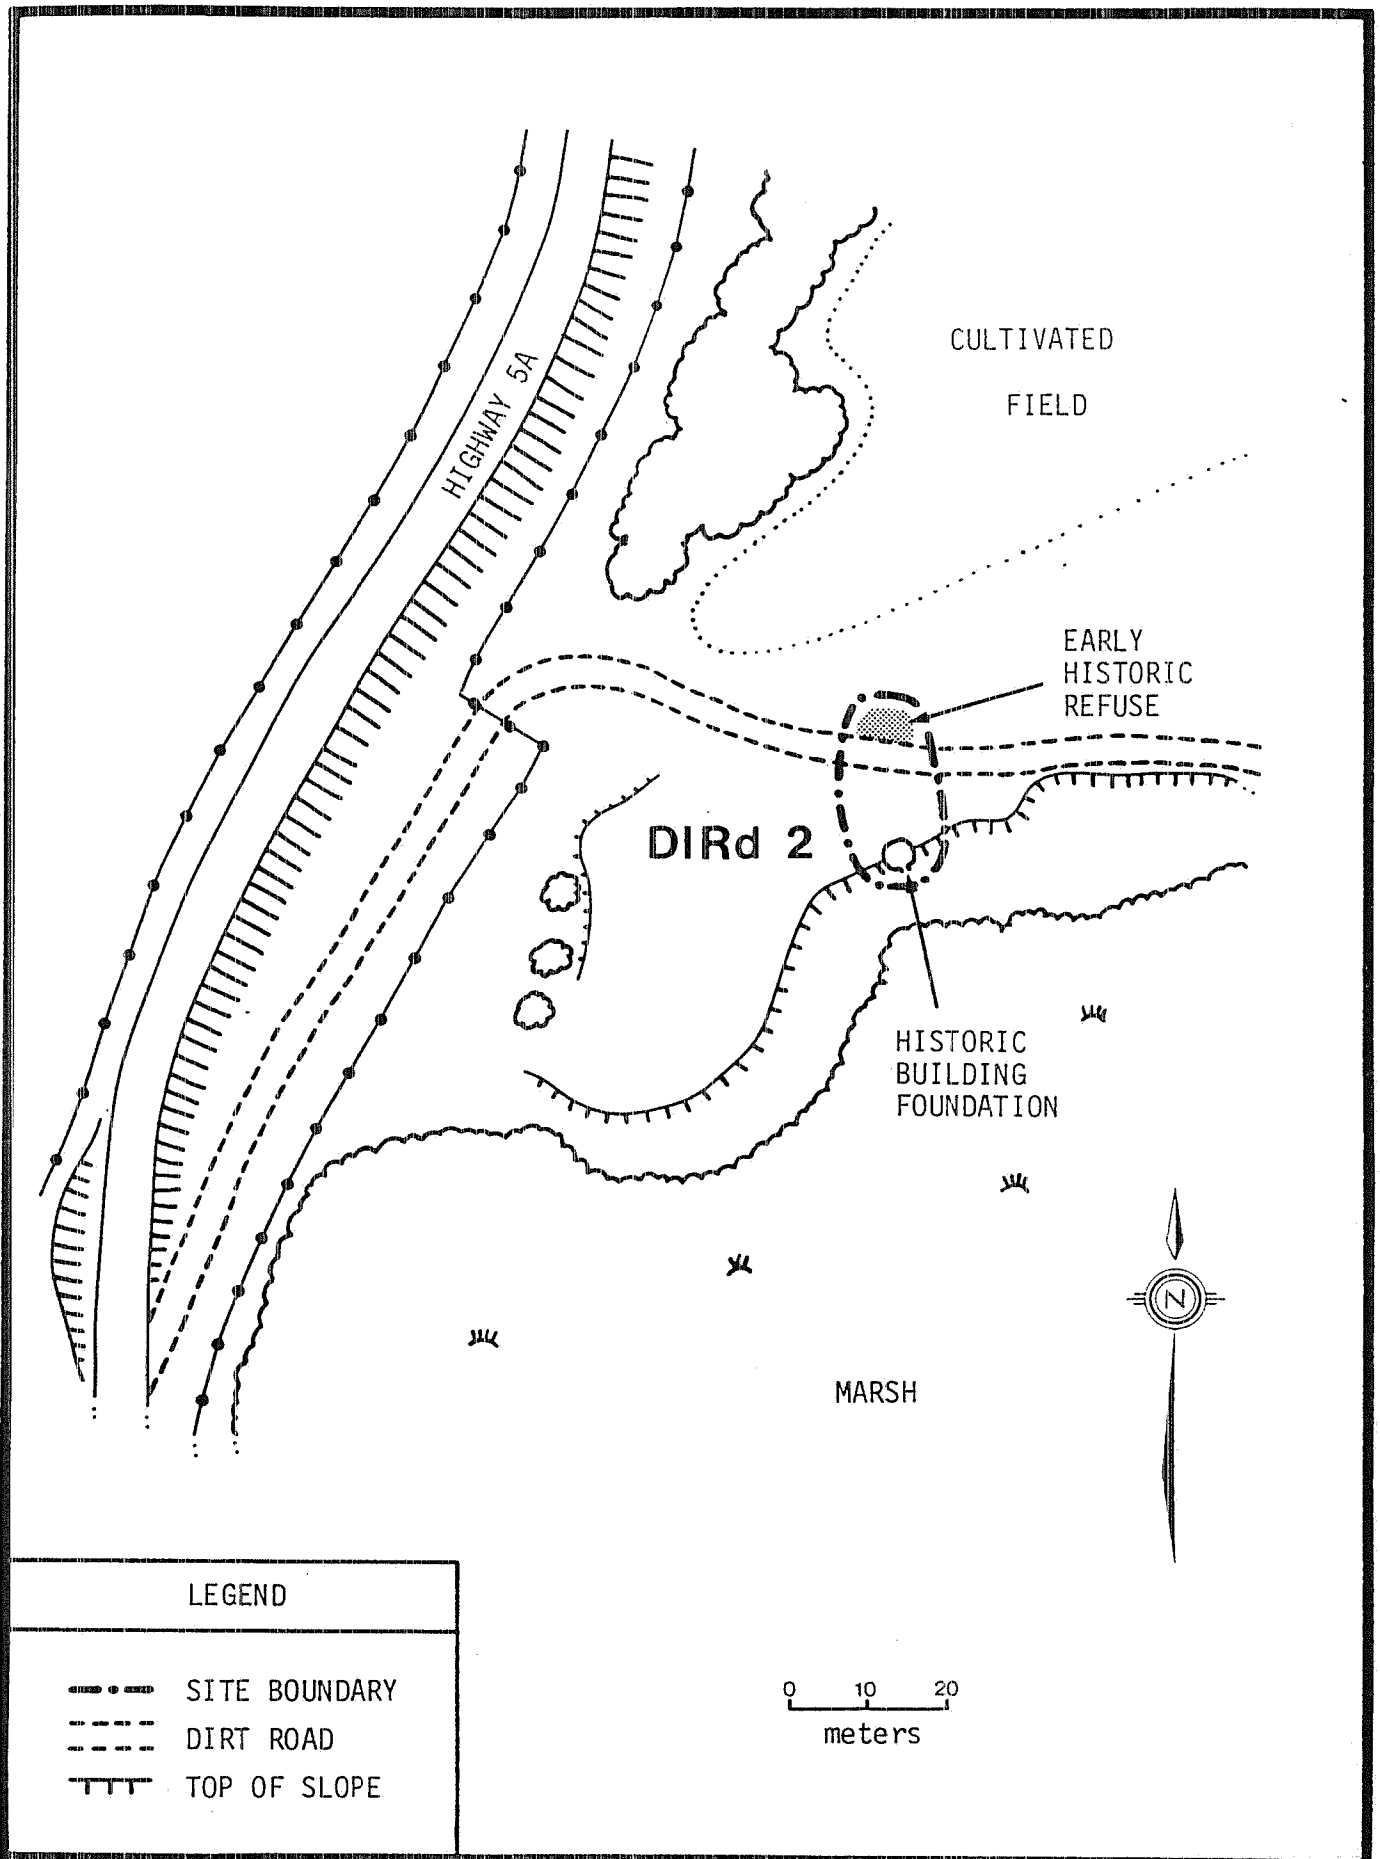 CULTIVATED
FIELD
HIGHWAY 5A
EARLY
HISTORIC
REFUSE
DIRd 2
HISTORIC
BUILDING
FOUNDATION
N
MARSH
LEGEND
SITE BOUNDARY
DIRT ROAD
TOP OF SLOPE
0 10 20
meters